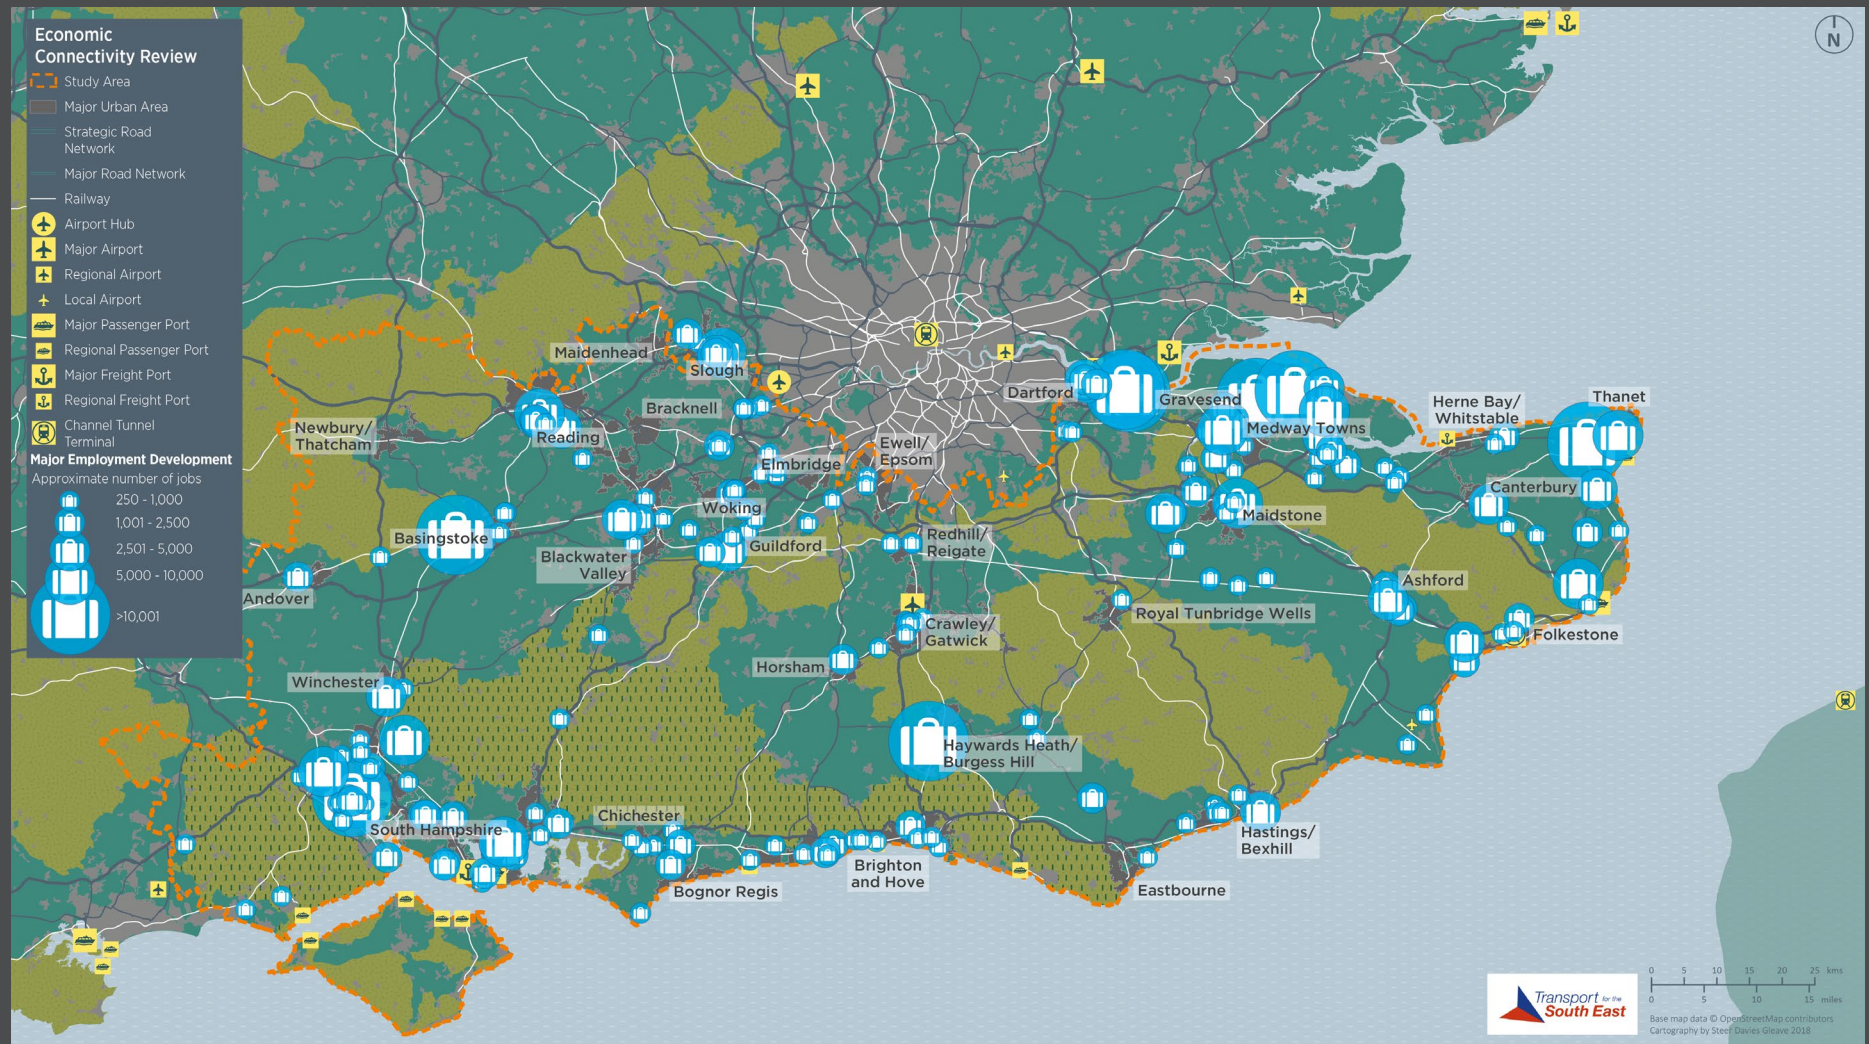 Economic
Connectivity Review
Study Area
Major Urban Area
Strategic Road
Network
Major Road Network
Railway
Airport Hub
Major Airport
Regional Airport
Local Airport
Major Passenger Port
Regional Passenger Port
Major Freight Port
Regional Freight Port
Channel Tunnel
Terminal
Major Employment Development
Approximate number of jobs
250 - 1,000
1,001 - 2,500
2,501 - 5,000
5,000 - 10,000
>10,001
N
Maidenhead
Slough
Dartford
Gravesend
Herne Bay/
Whitstable
Thanet
Bracknell
Newbury/
Thatcham
Reading
Ewell/
Epsom
Medway Towns
Elmbridge
Canterbury
Woking
Maidstone
Basingstoke
Blackwater
Valley
Guildford
Redhill/
Reigate
Ashford
Andover
Royal Tunbridge Wells
Crawley/
Gatwick
Folkestone
Horsham
Winchester
Haywards Heath/
Burgess Hill
Chichester
South Hampshire
Hastings/
Bexhill
Brighton
and Hove
Bognor Regis
Eastbourne
Transport for the
South East
0 5 10 15 20 25 kms
0 5 10 15 miles
Base map data © OpenStreetMap contributors
Cartography by Steer Davies Gleave 2018